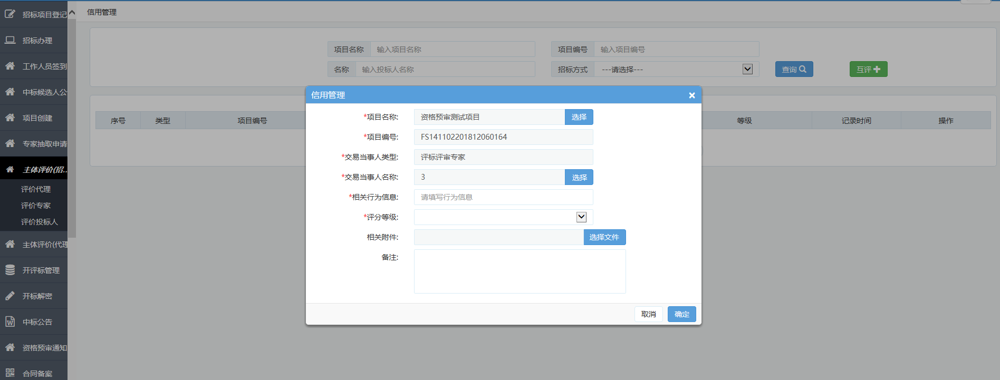 招标项目登记
招标办理
工作人员签到
中标候选人公
项目创建
专家抽取申请
主体评价(招...
评价代理
评价专家
评价投标人
主体评价(代理
开评标管理
开标解密
中标公告
资格预审通知
合同备案
信用管理
项目名称 输入项目名称 项目编号 输入项目编号
名称 输入投标人名称 招标方式 ---请选择--- 查询 互评
序号 类型 项目编号 等级 记录时间 操作
信用管理
*项目名称: 资格预审测试项目 选择
*项目编号: FS141102201812060164
*交易当事人类型: 评标评审专家
*交易当事人名称: 3 选择
*相关行为信息: 请填写行为信息
*评分等级:
相关附件: 选择文件
备注:
取消 确定